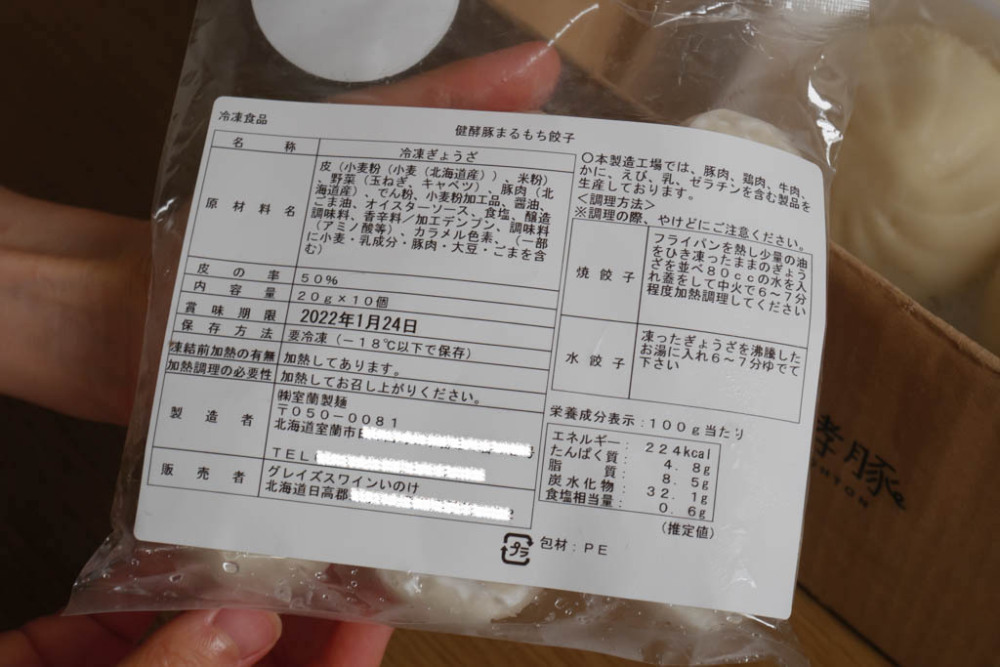 冷凍食品
健酵豚まるもち餃子
名 称
冷凍ぎょうざ
原材料名
皮（小麦粉（小麦（北海道産））、米粉）
、野菜（玉ねぎ、キャベツ）、豚肉（北
海道産）、でん粉、小麦粉加工品、醤油、
ごま油、オイスターソース、食塩、醸造
調味料、香辛料／加工デンプン、調味料
（アミノ酸等）、カラメル色素、（一部
に小麦・乳成分・豚肉・大豆・ごまを含
む）
皮の率
50％
内容量
20g×10個
賞味期限
2022年1月24日
保存方法
要冷凍（－18℃以下で保存）
凍結前加熱の有無
加熱してあります。
加熱調理の必要性
加熱してお召し上がりください。
製造者
㈱室蘭製麺
〒050－0081
北海道室蘭市
TEL
販売者
グレイズスワインいのけ
北海道日高郡
〇本製造工場では、豚肉、鶏肉、牛肉、
かに、えび、乳、ゼラチンを含む製品を
生産しております。
＜調理方法＞
※調理の際、やけどにご注意ください。
焼餃子
フライパンを熱し少量の油
をひき凍ったままのぎょう
ざを並べ80ccの水を入
れ蓋をして中火で6～7分
程度加熱調理してください
水餃子
凍ったぎょうざを沸騰した
お湯に入れ6～7分ゆでて
下さい
栄養成分表示：100g当たり
エネルギー： 224kcal
たんぱく質： 4.8g
脂質： 8.5g
炭水化物： 32.1g
食塩相当量： 0.6g
（推定値）
プラ
包材：PE
酵豚
TON